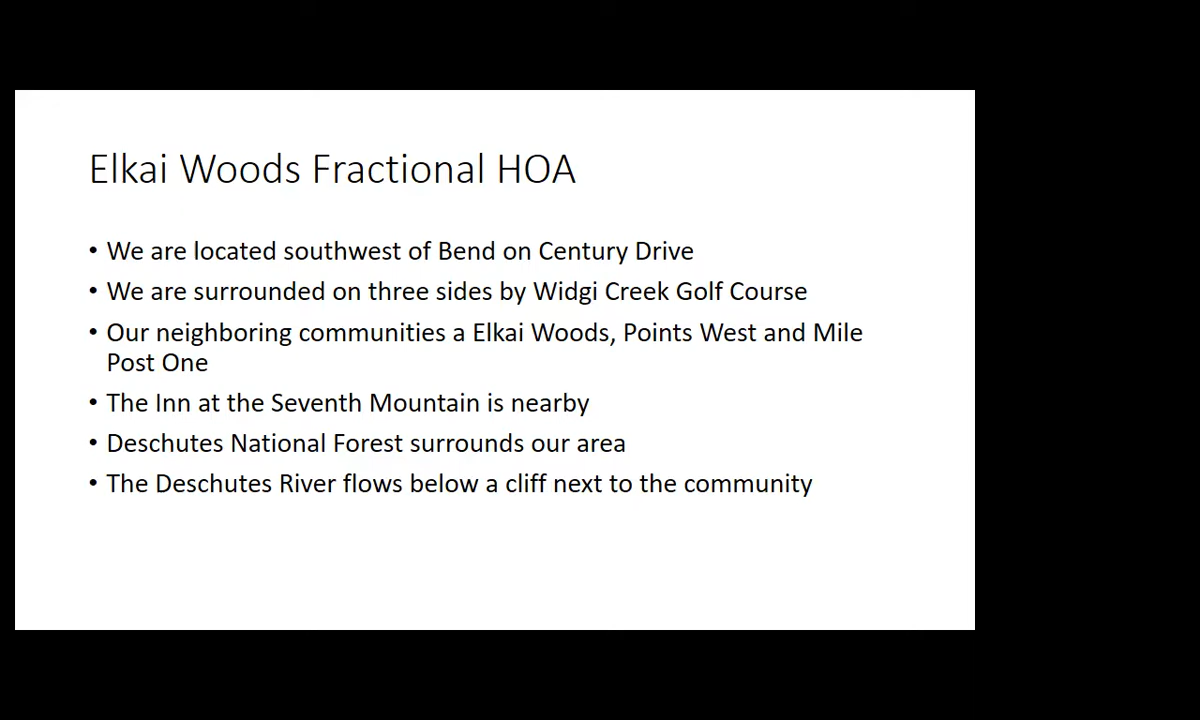 Elkai Woods Fractional HOA
• We are located southwest of Bend on Century Drive
• We are surrounded on three sides by Widgi Creek Golf Course
• Our neighboring communities a Elkai Woods, Points West and Mile
Post One
• The Inn at the Seventh Mountain is nearby
• Deschutes National Forest surrounds our area
• The Deschutes River flows below a cliff next to the community